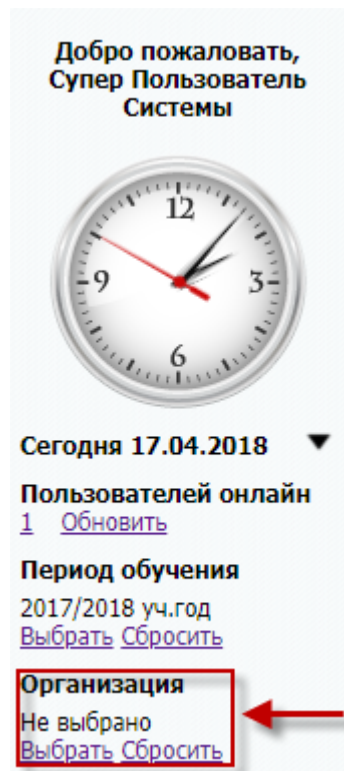 Добро пожаловать,
Супер Пользователь
Системы
12
9
3
6
Сегодня 17.04.2018
Пользователей онлайн
1 Обновить
Период обучения
2017/2018 уч.год
Выбрать Сбросить
Организация
Не выбрано
Выбрать Сбросить